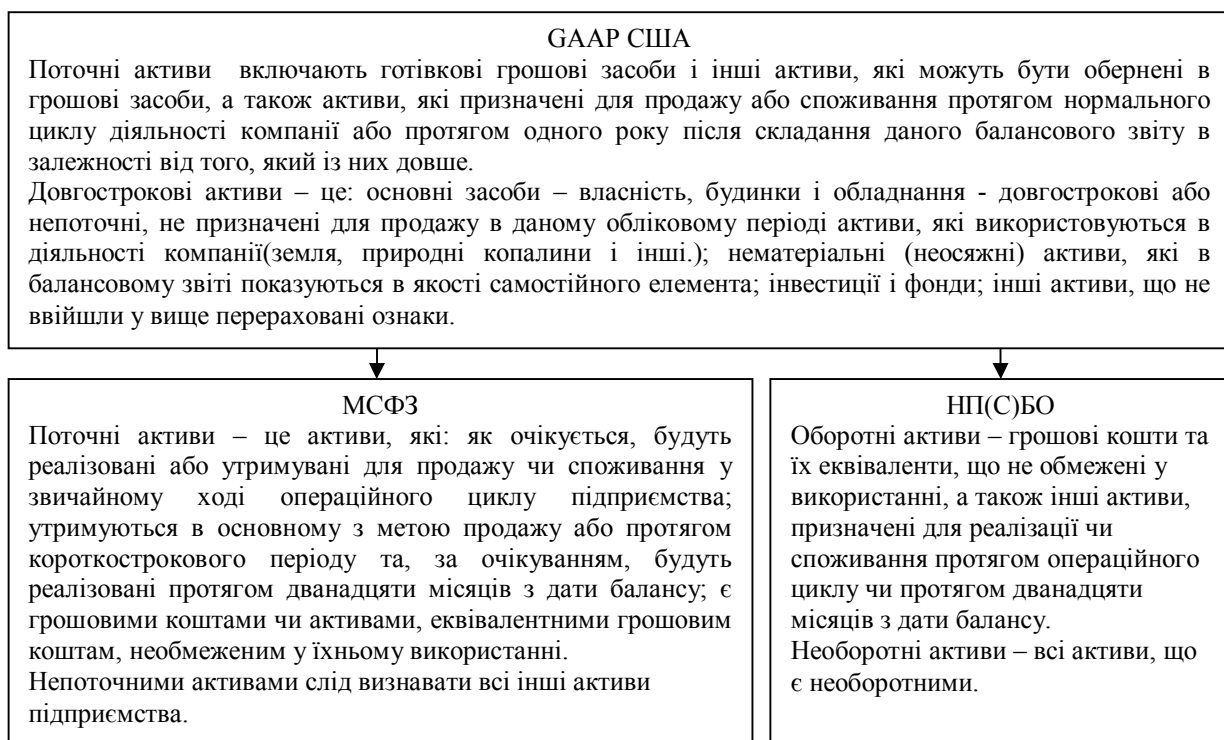 GAAP США
Поточні активи включають готівкові грошові засоби і інші активи, які можуть бути обернені в
грошові засоби, а також активи, які призначені для продажу або споживання протягом нормального
циклу діяльності компанії або протягом одного року після складання даного балансового звіту в
залежності від того, який із них довше.
Довгострокові активи – це: основні засоби – власність, будинки і обладнання - довгострокові або
непоточні, не призначені для продажу в даному обліковому періоді активи, які використовуються в
діяльності компанії(земля, природні копалини і інші.); нематеріальні (неосяжні) активи, які в
балансовому звіті показуються в якості самостійного елемента; інвестиції і фонди; інші активи, що не
ввійшли у вище перераховані ознаки.
МСФЗ
Поточні активи – це активи, які: як очікується, будуть
реалізовані або утримувані для продажу чи споживання у
звичайному ході операційного циклу підприємства;
утримуються в основному з метою продажу або протягом
короткострокового періоду та, за очікуванням, будуть
реалізовані протягом дванадцяти місяців з дати балансу; є
грошовими коштами чи активами, еквівалентними грошовим
коштам, необмеженим у їхньому використанні.
Непоточними активами слід визнавати всі інші активи
підприємства.
НП(С)БО
Оборотні активи – грошові кошти та
їх еквіваленти, що не обмежені у
використанні, а також інші активи,
призначені для реалізації чи
споживання протягом операційного
циклу чи протягом дванадцяти
місяців з дати балансу.
Необоротні активи – всі активи, що
є необоротними.